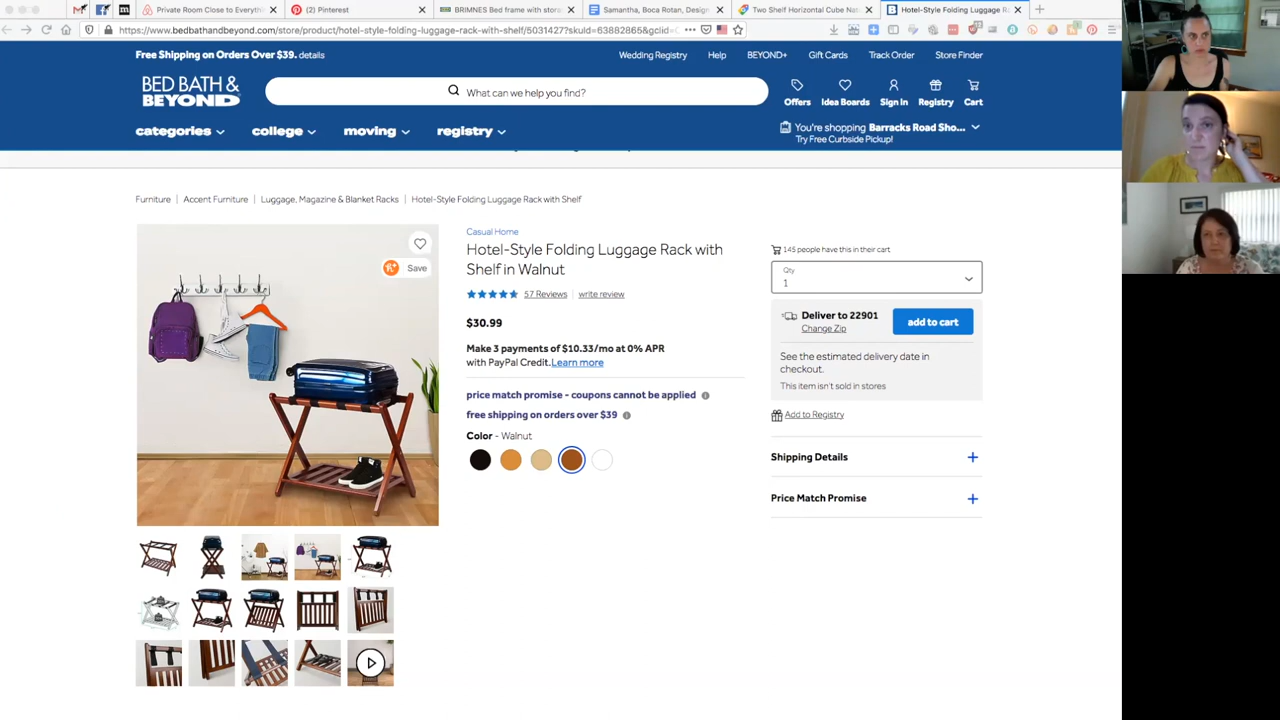 Private Room Close to Everythi
(2) Pinterest
BRIMNES Bed frame with stora
Samantha, Boca Rotan, Design
Two Shelf Horizontal Cube Natu
Hotel-Style Folding Luggage Ra
https://www.bedbathandbeyond.com/store/product/hotel-style-folding-luggage-rack-with-shelf/5031427?skuId=63882865&gclid=
Free Shipping on Orders Over $39. details
Wedding Registry
Help
BEYOND+
Gift Cards
Track Order
Store Finder
BED BATH &
BEYOND
What can we help you find?
Offers
Idea Boards
Sign In
Registry
Cart
categories
college
moving
registry
You're shopping Barracks Road Sho...
Try Free Curbside Pickup!
Furniture | Accent Furniture | Luggage, Magazine & Blanket Racks | Hotel-Style Folding Luggage Rack with Shelf
Save
Casual Home
Hotel-Style Folding Luggage Rack with
Shelf in Walnut
57 Reviews | write review
$30.99
Make 3 payments of $10.33/mo at 0% APR
with PayPal Credit.Learn more
price match promise - coupons cannot be applied
free shipping on orders over $39
Color - Walnut
145 people have this in their cart
Qty
1
Deliver to 22901
Change Zip
add to cart
See the estimated delivery date in
checkout.
This item isn't sold in stores
Add to Registry
Shipping Details
Price Match Promise